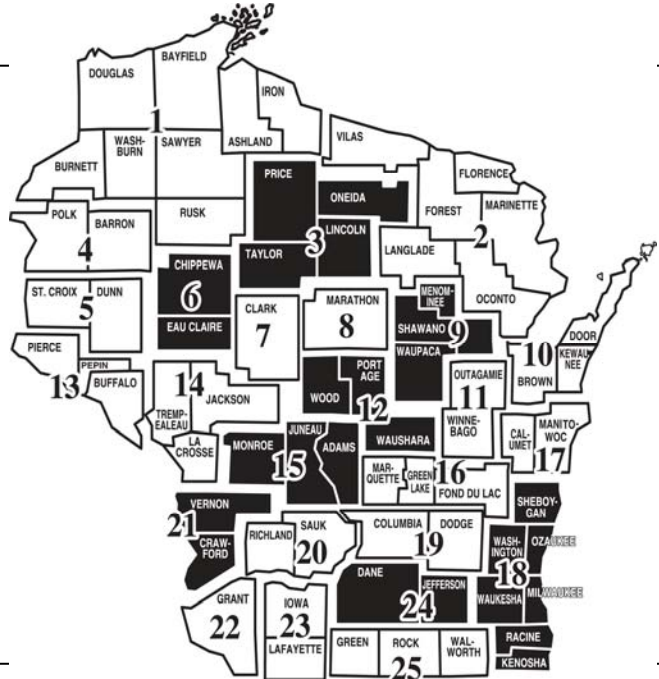 BAYFIELD
DOUGLAS
IRON
1
VILAS
WASH-
BURN
SAWYER
ASHLAND
BURNETT
FLORENCE
PRICE
ONEIDA
FOREST
MARINETTE
POLK
BARRON
RUSK
LINCOLN
2
3
4
TAYLOR
LANGLADE
CHIPPEWA
ST. CROIX
DUNN
5
6
MENOM-
INEE
OCONTO
MARATHON
CLARK
EAU CLAIRE
7
8
SHAWANO
9
DOOR
PIERCE
WAUPACA
10
KEWAU-
NEE
PEPIN
13
BUFFALO
14
PORT
AGE
OUTAGAMIE
BROWN
JACKSON
WOOD
12
11
TREMP-
EALEAU
WINNE-
BAGO
LA
CROSSE
MONROE
JUNEAU
ADAMS
WAUSHARA
CAL-
UMET
MANITO-
WOC
15
MAR-
QUETTE
GREEN
LAKE
16
17
FOND DU LAC
VERNON
SHEBOY-
GAN
21
SAUK
COLUMBIA
DODGE
CRAW-
FORD
RICHLAND
20
19
WASH-
INGTON
OZAUKEE
18
DANE
JEFFERSON
WAUKESHA
MILWAUKEE
GRANT
IOWA
24
22
23
RACINE
LAFAYETTE
GREEN
ROCK
WAL-
WORTH
25
KENOSHA